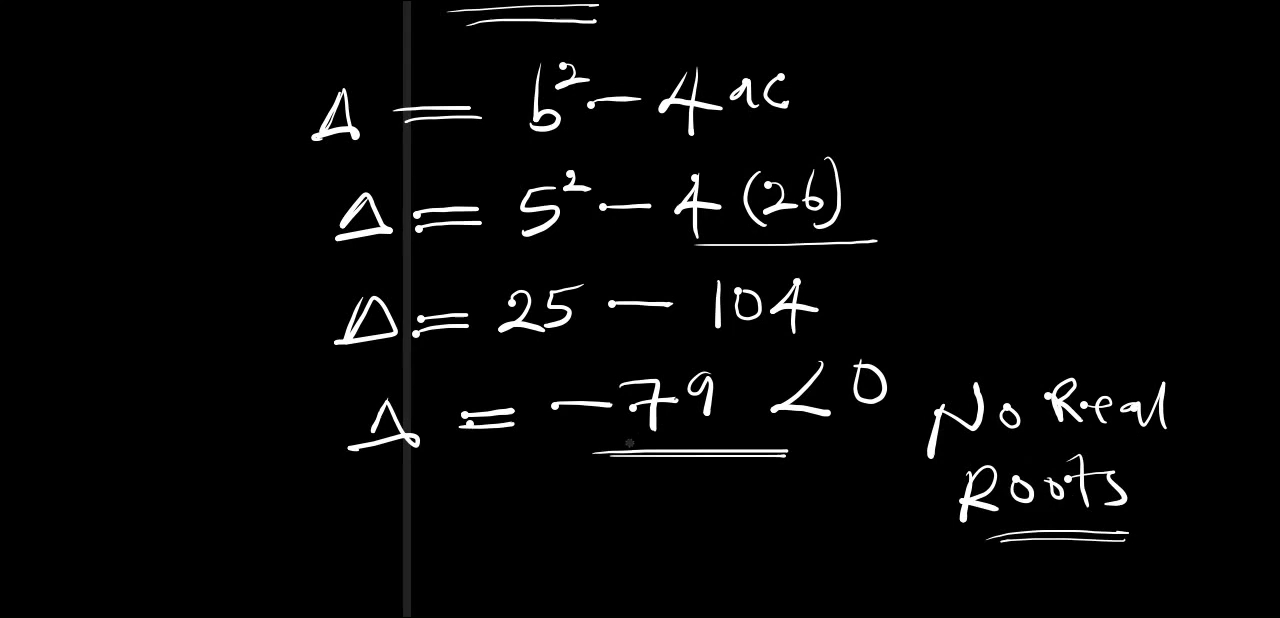 Δ = b² - 4ac
Δ = 5² - 4(26)
Δ = 25 - 104
Δ = -79 < 0 No Real
Roots